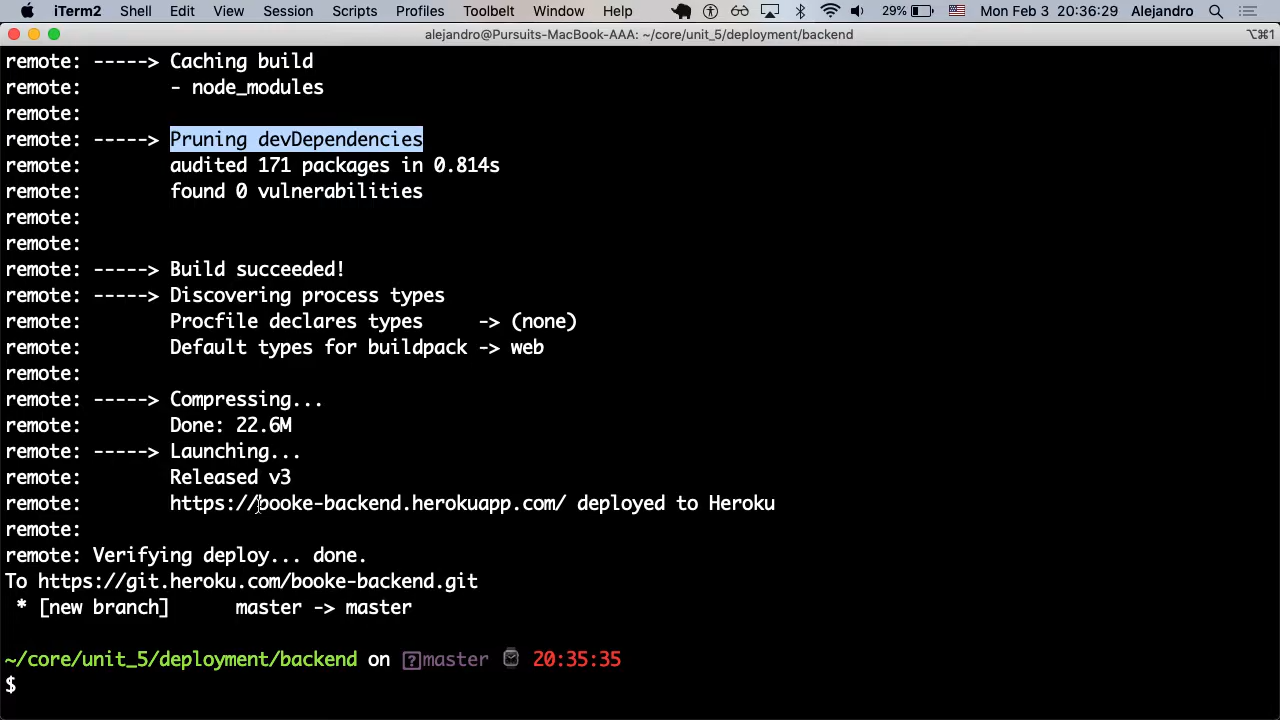 iTerm2 Shell Edit View Session Scripts Profiles Toolbelt Window Help 29% Mon Feb 3 20:36:29 Alejandro
alejandro@Pursuits-MacBook-AAA: ~/core/unit_5/deployment/backend ⌥⌘1
remote: -----> Caching build
remote:        - node_modules
remote:
remote: -----> Pruning devDependencies
remote:        audited 171 packages in 0.814s
remote:        found 0 vulnerabilities
remote:
remote:
remote: -----> Build succeeded!
remote: -----> Discovering process types
remote:        Procfile declares types     -> (none)
remote:        Default types for buildpack -> web
remote:
remote: -----> Compressing...
remote:        Done: 22.6M
remote: -----> Launching...
remote:        Released v3
remote:        https://booke-backend.herokuapp.com/ deployed to Heroku
remote:
remote: Verifying deploy... done.
To https://git.heroku.com/booke-backend.git
 * [new branch]      master -> master
~/core/unit_5/deployment/backend on ?master 20:35:35
$